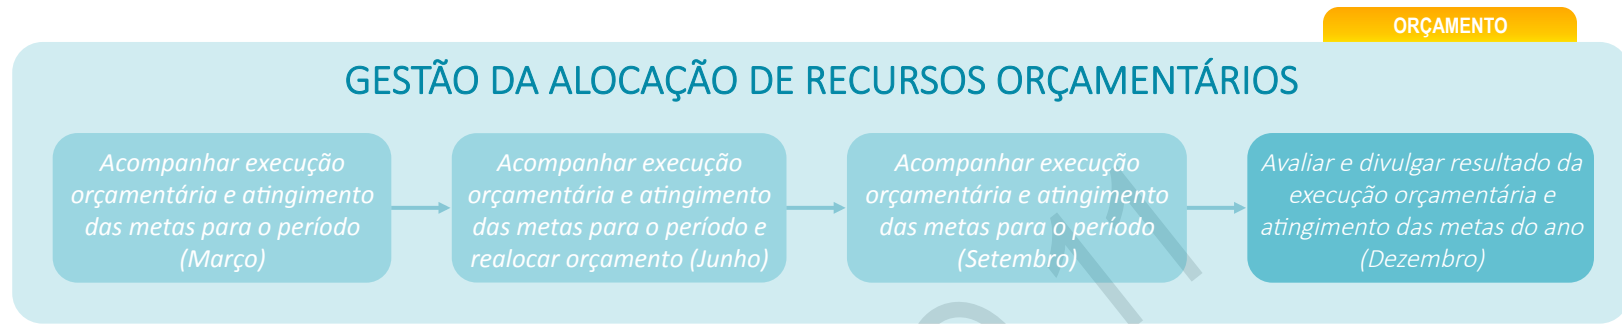 ORÇAMENTO
GESTÃO DA ALOCAÇÃO DE RECURSOS ORÇAMENTÁRIOS
Acompanhar execução
orçamentária e atingimento
das metas para o período
(Março)
Acompanhar execução
orçamentária e atingimento
das metas para o período e
realocar orçamento (Junho)
Acompanhar execução
orçamentária e atingimento
das metas para o período
(Setembro)
Avaliar e divulgar resultado da
execução orçamentária e
atingimento das metas do ano
(Dezembro)